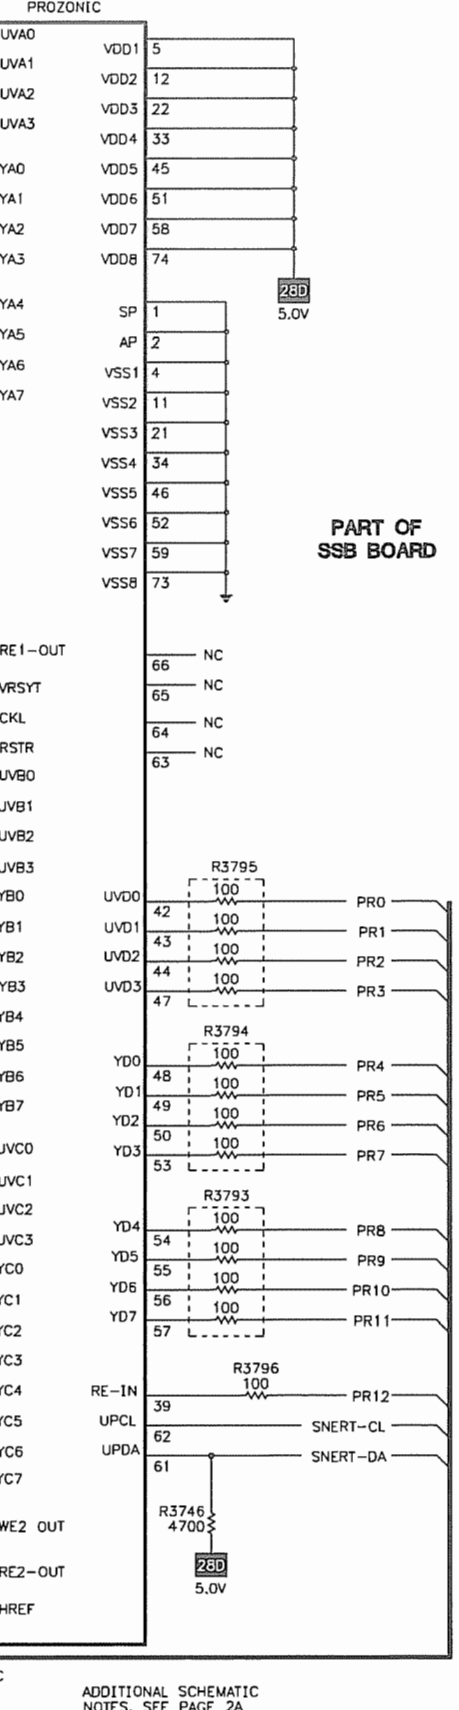 PROZONIC
UVA0
UVA1
UVA2
UVA3
YA0
YA1
YA2
YA3
YA4
YA5
YA6
YA7
VDD1 5
VDD2 12
VDD3 22
VDD4 33
VDD5 45
VDD6 51
VDD7 58
VDD8 74
28D
5.0V
SP 1
AP 2
VSS1 4
VSS2 11
VSS3 21
VSS4 34
VSS5 46
VSS6 52
VSS7 59
VSS8 73
PART OF
SSB BOARD
RE1-OUT
VRSYT
CKL
RSTR
66 NC
65 NC
64 NC
63 NC
UVB0
UVB1
UVB2
UVB3
YB0
YB1
YB2
YB3
YB4
YB5
YB6
YB7
UVC0
UVC1
UVC2
UVC3
YC0
YC1
YC2
YC3
YC4
YC5
YC6
YC7
WE2 OUT
RE2-OUT
HREF
R3795
UVD0 42 100 PR0
UVD1 43 100 PR1
UVD2 44 100 PR2
UVD3 47 100 PR3
R3794
YD0 48 100 PR4
YD1 49 100 PR5
YD2 50 100 PR6
YD3 53 100 PR7
R3793
YD4 54 100 PR8
YD5 55 100 PR9
YD6 56 100 PR10
YD7 57 100 PR11
R3796
100
RE-IN 39 PR12
UPCL 62 SNERT-CL
UPDA 61 SNERT-DA
R3746
4700
28D
5.0V
C
ADDITIONAL SCHEMATIC
NOTES, SEE PAGE 2A